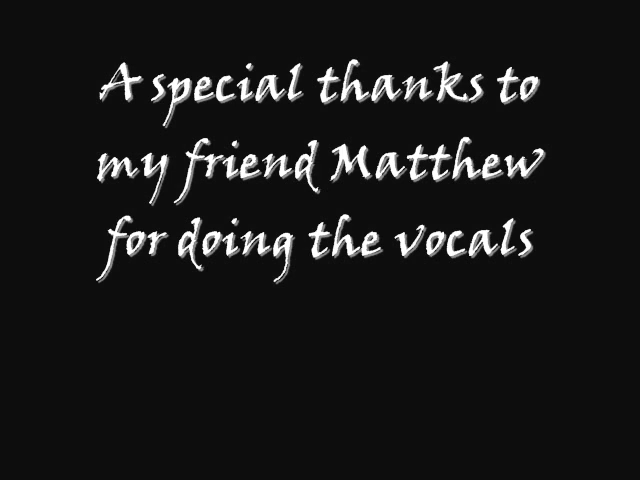 A special thanks to
my friend Matthew
for doing the vocals